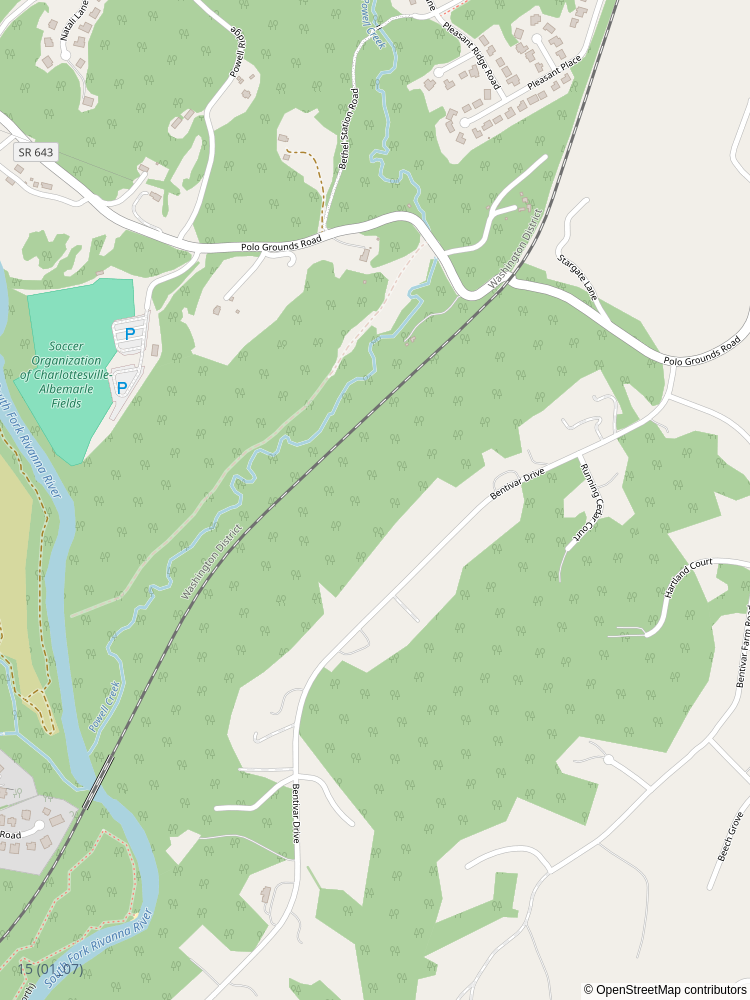 Natali Lane
Powell Ridge
Powell Creek
Pleasant Ridge Road
Pleasant Place
Bethel Station Road
SR 643
Polo Grounds Road
Washington District
Stargate Lane
P
Soccer
Organization
of Charlottesville-
Albemarle
Fields
P
Polo Grounds Road
South Fork Rivanna River
Bentivar Drive
Running Cedar Court
Washington District
Hartland Court
Bentivar Farm Road
Powell Creek
Bentivar Drive
Road
Beech Grove
South Fork Rivanna River
15 (01:07)
© OpenStreetMap contributors